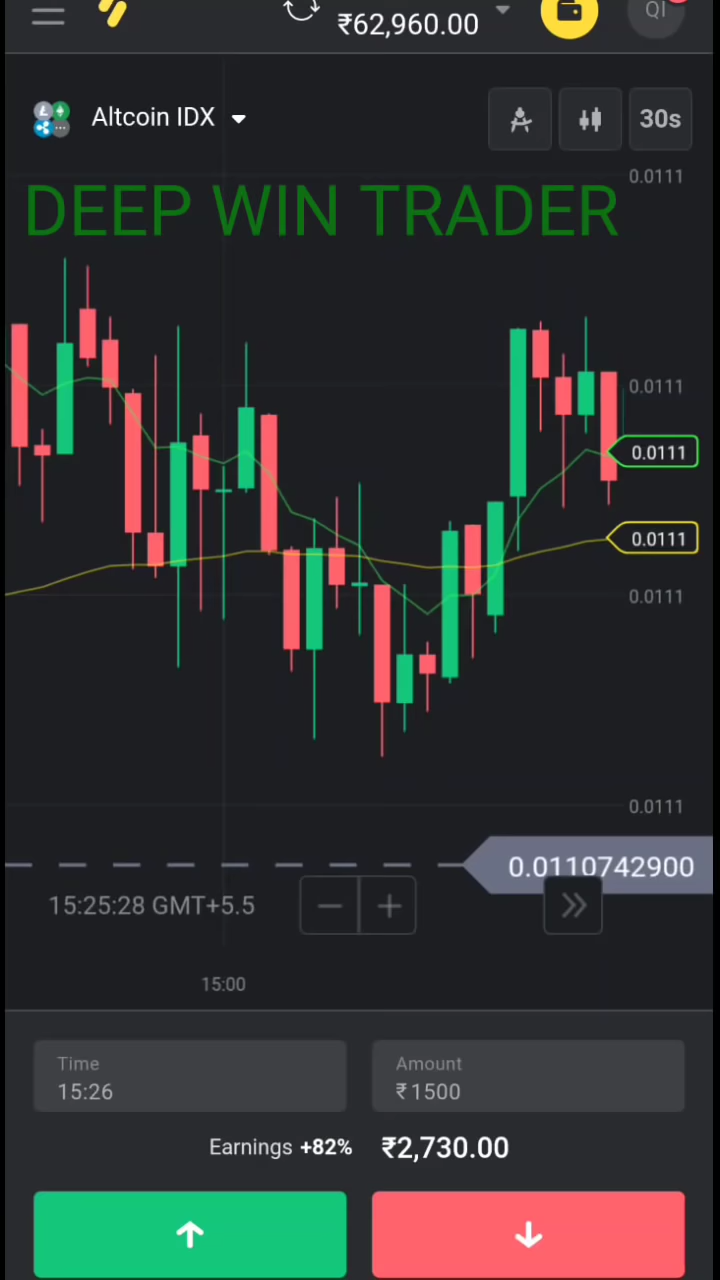 ₹62,960.00
QI
Altcoin IDX
30s
0.0111
DEEP WIN TRADER
0.0111
0.0111
0.0111
0.0111
0.0111
0.0110742900
15:25:28 GMT+5.5
15:00
Time
15:26
Amount
₹1500
Earnings +82% ₹2,730.00